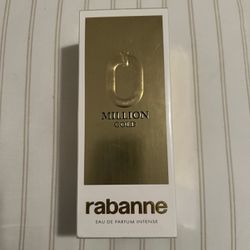 MILLION
GOLD
rabanne
EAU DE PARFUM INTENSE